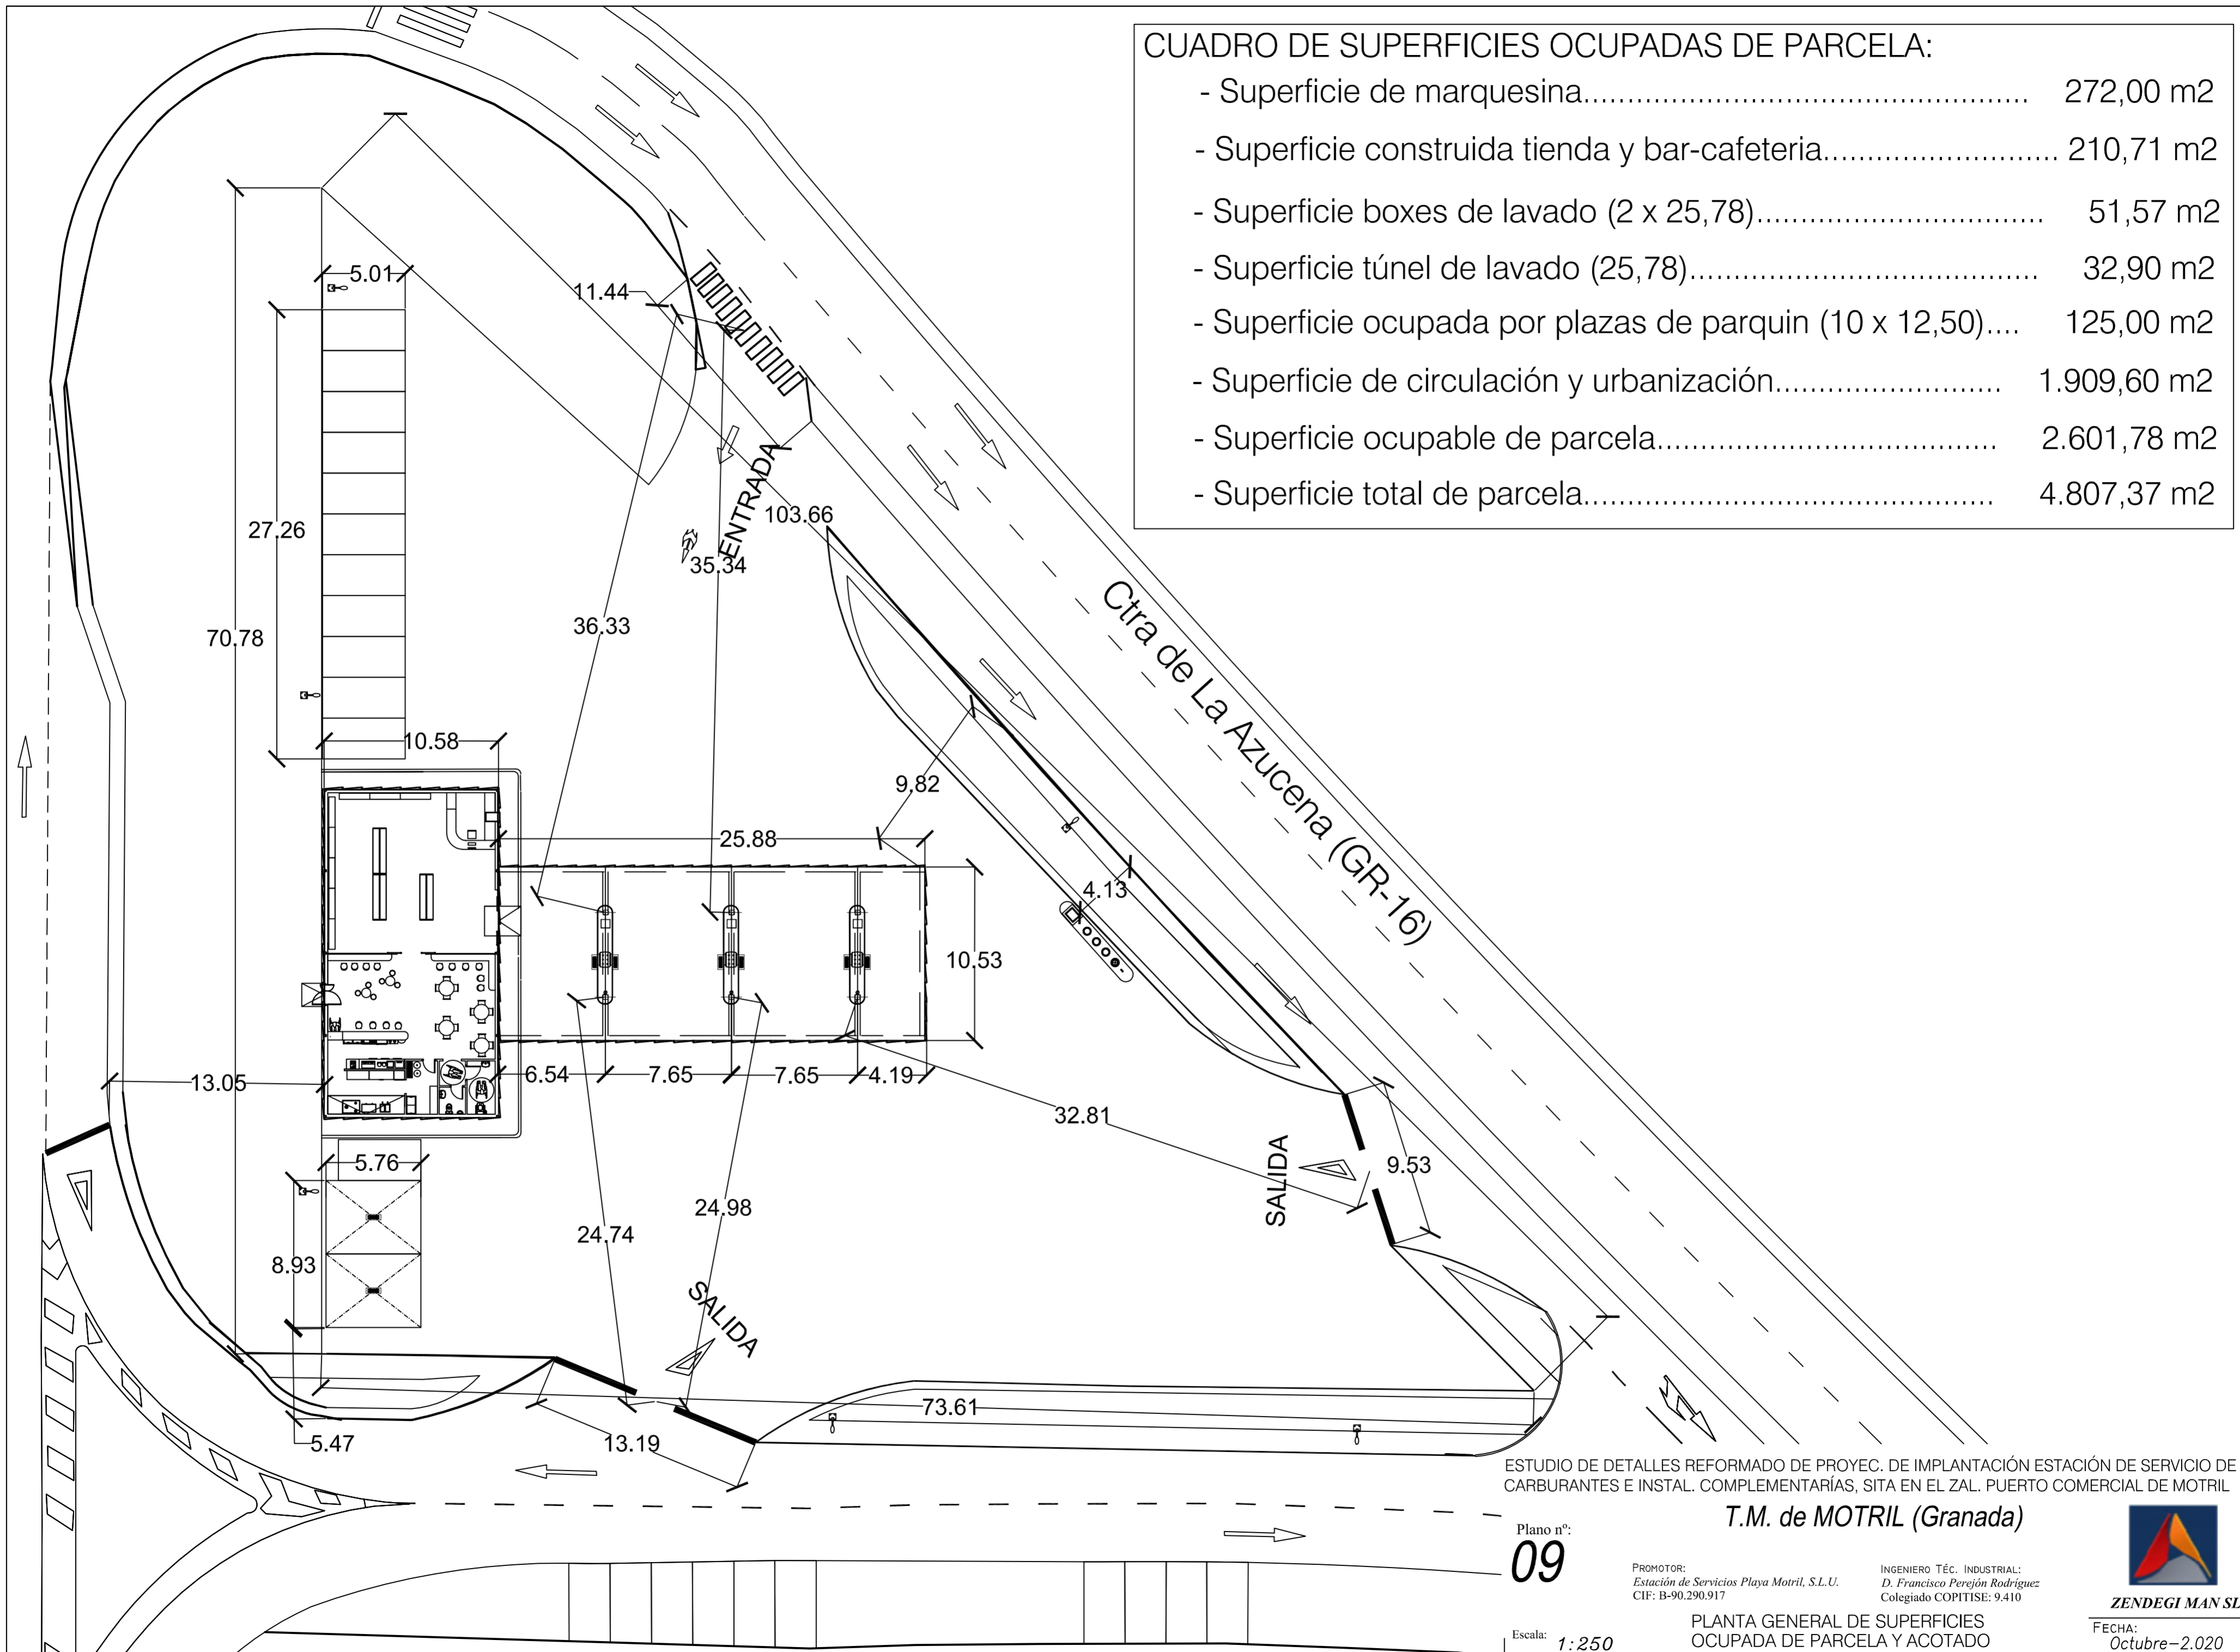 CUADRO DE SUPERFICIES OCUPADAS DE PARCELA:
- Superficie de marquesina.................................................. 272,00 m2
- Superficie construida tienda y bar-cafeteria.......................... 210,71 m2
- Superficie boxes de lavado (2 x 25,78)................................ 51,57 m2
- Superficie túnel de lavado (25,78)....................................... 32,90 m2
- Superficie ocupada por plazas de parquin (10 x 12,50).... 125,00 m2
- Superficie de circulación y urbanización......................... 1.909,60 m2
- Superficie ocupable de parcela...................................... 2.601,78 m2
- Superficie total de parcela.............................................. 4.807,37 m2
5.01
11.44
27.26
ENTRADA
103.66
35.34
36.33
70.78
Ctra de La Azucena (GR-16)
10.58
9.82
25.88
4.13
10.53
13.05
6.54
7.65
7.65
4.19
32.81
SALIDA
9.53
5.76
24.98
24.74
8.93
SALIDA
73.61
5.47
13.19
ESTUDIO DE DETALLES REFORMADO DE PROYEC. DE IMPLANTACIÓN ESTACIÓN DE SERVICIO DE
CARBURANTES E INSTAL. COMPLEMENTARÍAS, SITA EN EL ZAL. PUERTO COMERCIAL DE MOTRIL
T.M. de MOTRIL (Granada)
Plano nº:
09
PROMOTOR:
Estación de Servicios Playa Motril, S.L.U.
CIF: B-90.290.917
INGENIERO TÉC. INDUSTRIAL:
D. Francisco Perejón Rodríguez
Colegiado COPITISE: 9.410
ZENDEGI MAN SL
PLANTA GENERAL DE SUPERFICIES
OCUPADA DE PARCELA Y ACOTADO
Escala: 1:250
FECHA:
Octubre-2.020